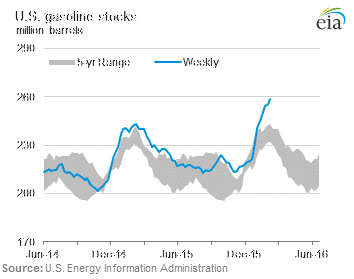 U.S. gasoline stocks
million barrels
eia
290
5-yr Range
Weekly
260
230
200
170
Jun-14
Dec-14
Jun-15
Dec-15
Jun-16
Source: U.S. Energy Information Administration